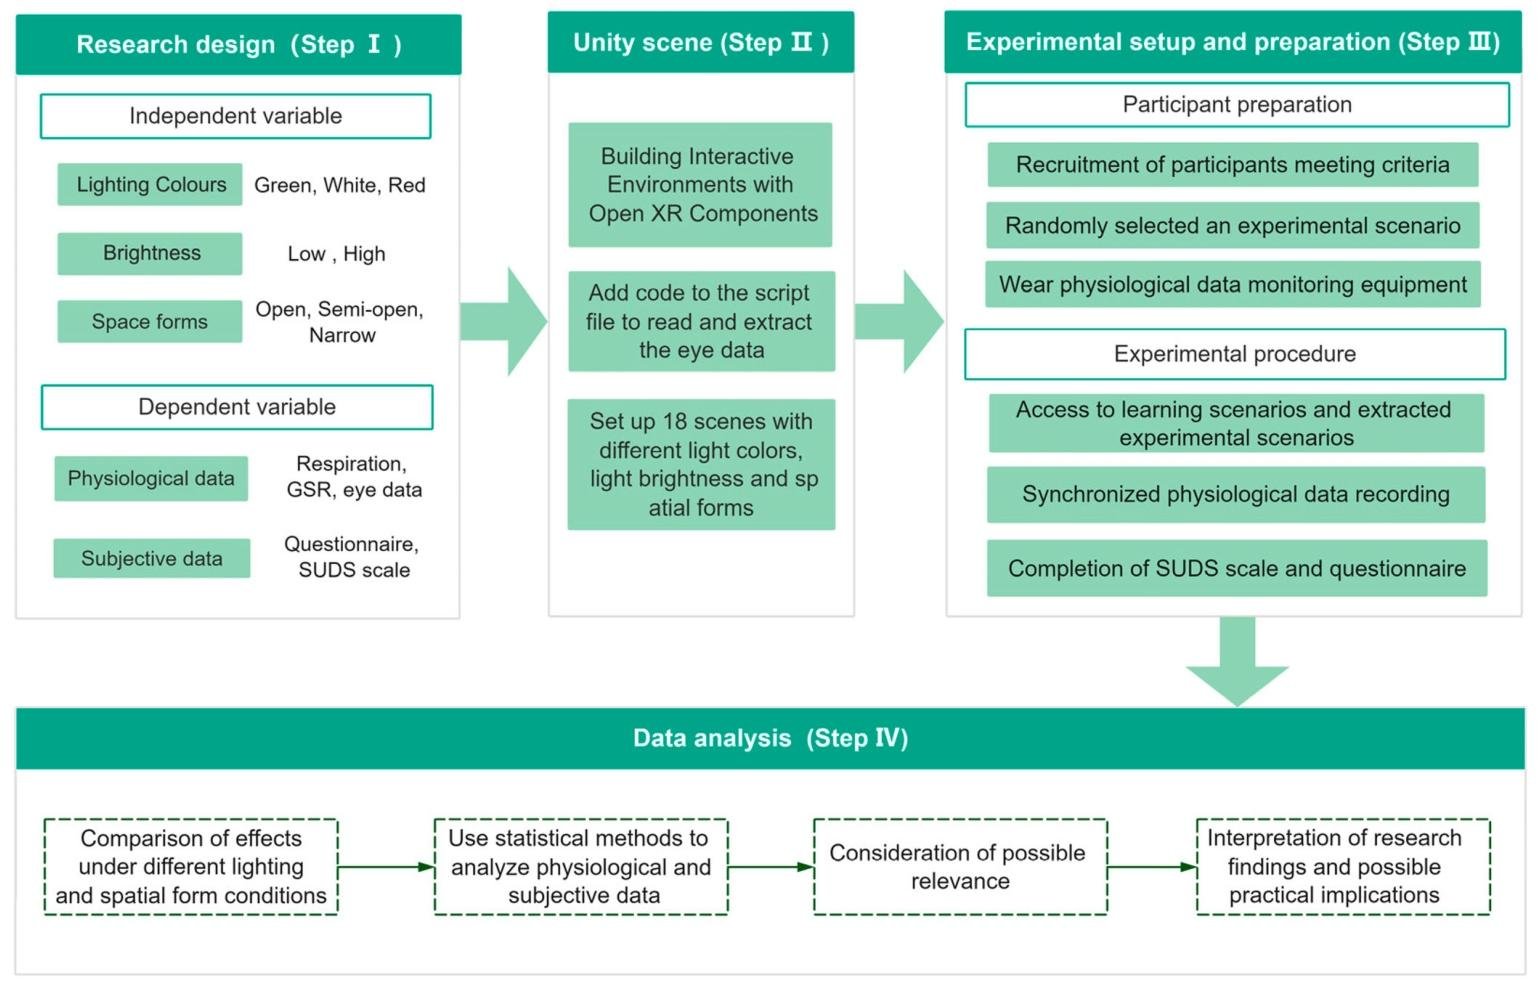 Research design (Step Ⅰ)
Independent variable
Lighting Colours
Green, White, Red
Brightness
Low , High
Space forms
Open, Semi-open,
Narrow
Dependent variable
Physiological data
Respiration,
GSR, eye data
Subjective data
Questionnaire,
SUDS scale
Unity scene (Step Ⅱ )
Building Interactive
Environments with
Open XR Components
Add code to the script
file to read and extract
the eye data
Set up 18 scenes with
different light colors,
light brightness and sp
atial forms
Experimental setup and preparation (Step Ⅲ)
Participant preparation
Recruitment of participants meeting criteria
Randomly selected an experimental scenario
Wear physiological data monitoring equipment
Experimental procedure
Access to learning scenarios and extracted
experimental scenarios
Synchronized physiological data recording
Completion of SUDS scale and questionnaire
Data analysis (Step Ⅳ)
Comparison of effects
under different lighting
and spatial form conditions
Use statistical methods to
analyze physiological and
subjective data
Consideration of possible
relevance
Interpretation of research
findings and possible
practical implications